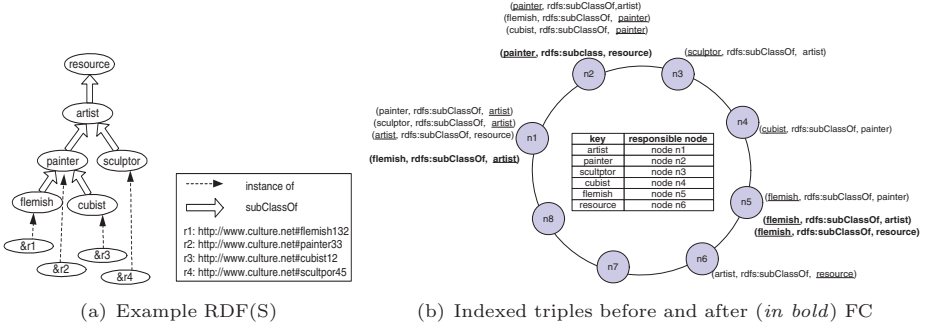 resource
artist
painter
sculptor
flemish
cubist
&r1
&r2
&r3
&r4
instance of
subClassOf
r1: http://www.culture.net#flemish132
r2: http://www.culture.net#painter33
r3: http://www.culture.net#cubist12
r4: http://www.culture.net#scultpor45
(a) Example RDF(S)
(painter, rdfs:subClassOf,artist)
(flemish, rdfs:subClassOf, painter)
(cubist, rdfs:subClassOf, painter)
(painter, rdfs:subclass, resource)
(sculptor, rdfs:subClassOf, artist)
n2
n3
(painter, rdfs:subClassOf, artist)
(sculptor, rdfs:subClassOf, artist)
(artist, rdfs:subClassOf, resource)
(flemish, rdfs:subClassOf, artist)
n1
n4
(cubist, rdfs:subClassOf, painter)
key responsible node
artist node n1
painter node n2
scultptor node n3
cubist node n4
flemish node n5
resource node n6
n5
(flemish, rdfs:subClassOf, painter)
(flemish, rdfs:subClassOf, artist)
(flemish, rdfs:subClassOf, resource)
n8
n7
n6
(artist, rdfs:subClassOf, resource)
(b) Indexed triples before and after (in bold) FC